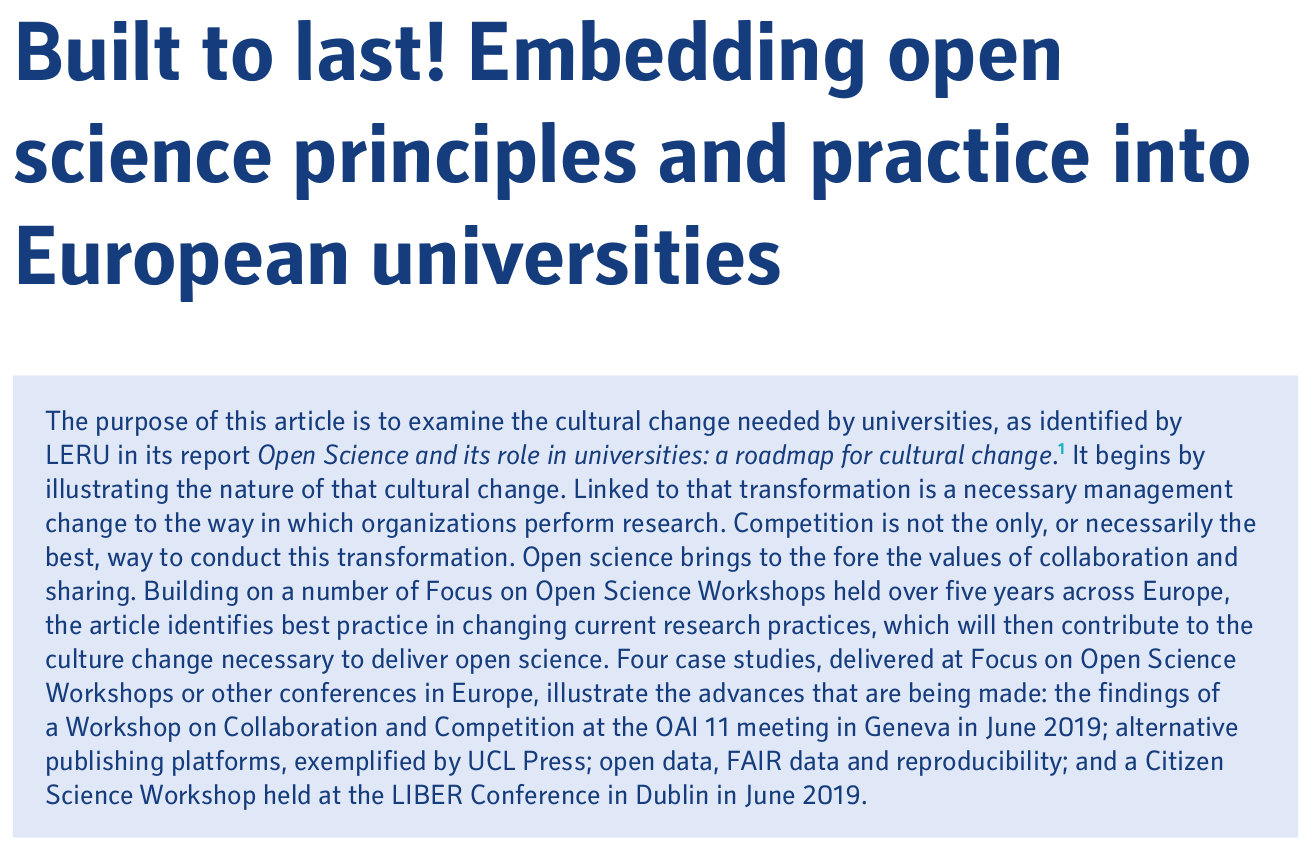 Built to last! Embedding open
science principles and practice into
European universities
The purpose of this article is to examine the cultural change needed by universities, as identified by
LERU in its report Open Science and its role in universities: a roadmap for cultural change.¹ It begins by
illustrating the nature of that cultural change. Linked to that transformation is a necessary management
change to the way in which organizations perform research. Competition is not the only, or necessarily the
best, way to conduct this transformation. Open science brings to the fore the values of collaboration and
sharing. Building on a number of Focus on Open Science Workshops held over five years across Europe,
the article identifies best practice in changing current research practices, which will then contribute to the
culture change necessary to deliver open science. Four case studies, delivered at Focus on Open Science
Workshops or other conferences in Europe, illustrate the advances that are being made: the findings of
a Workshop on Collaboration and Competition at the OAI 11 meeting in Geneva in June 2019; alternative
publishing platforms, exemplified by UCL Press; open data, FAIR data and reproducibility; and a Citizen
Science Workshop held at the LIBER Conference in Dublin in June 2019.